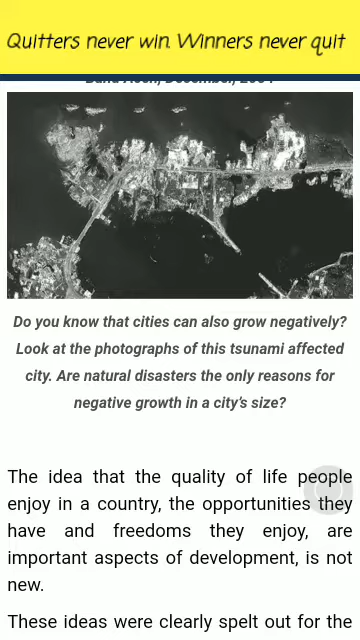 Quitters never win. Winners never quit
Do you know that cities can also grow negatively?
Look at the photographs of this tsunami affected
city. Are natural disasters the only reasons for
negative growth in a city's size?
The idea that the quality of life people
enjoy in a country, the opportunities they
have and freedoms they enjoy, are
important aspects of development, is not
new.
These ideas were clearly spelt out for the